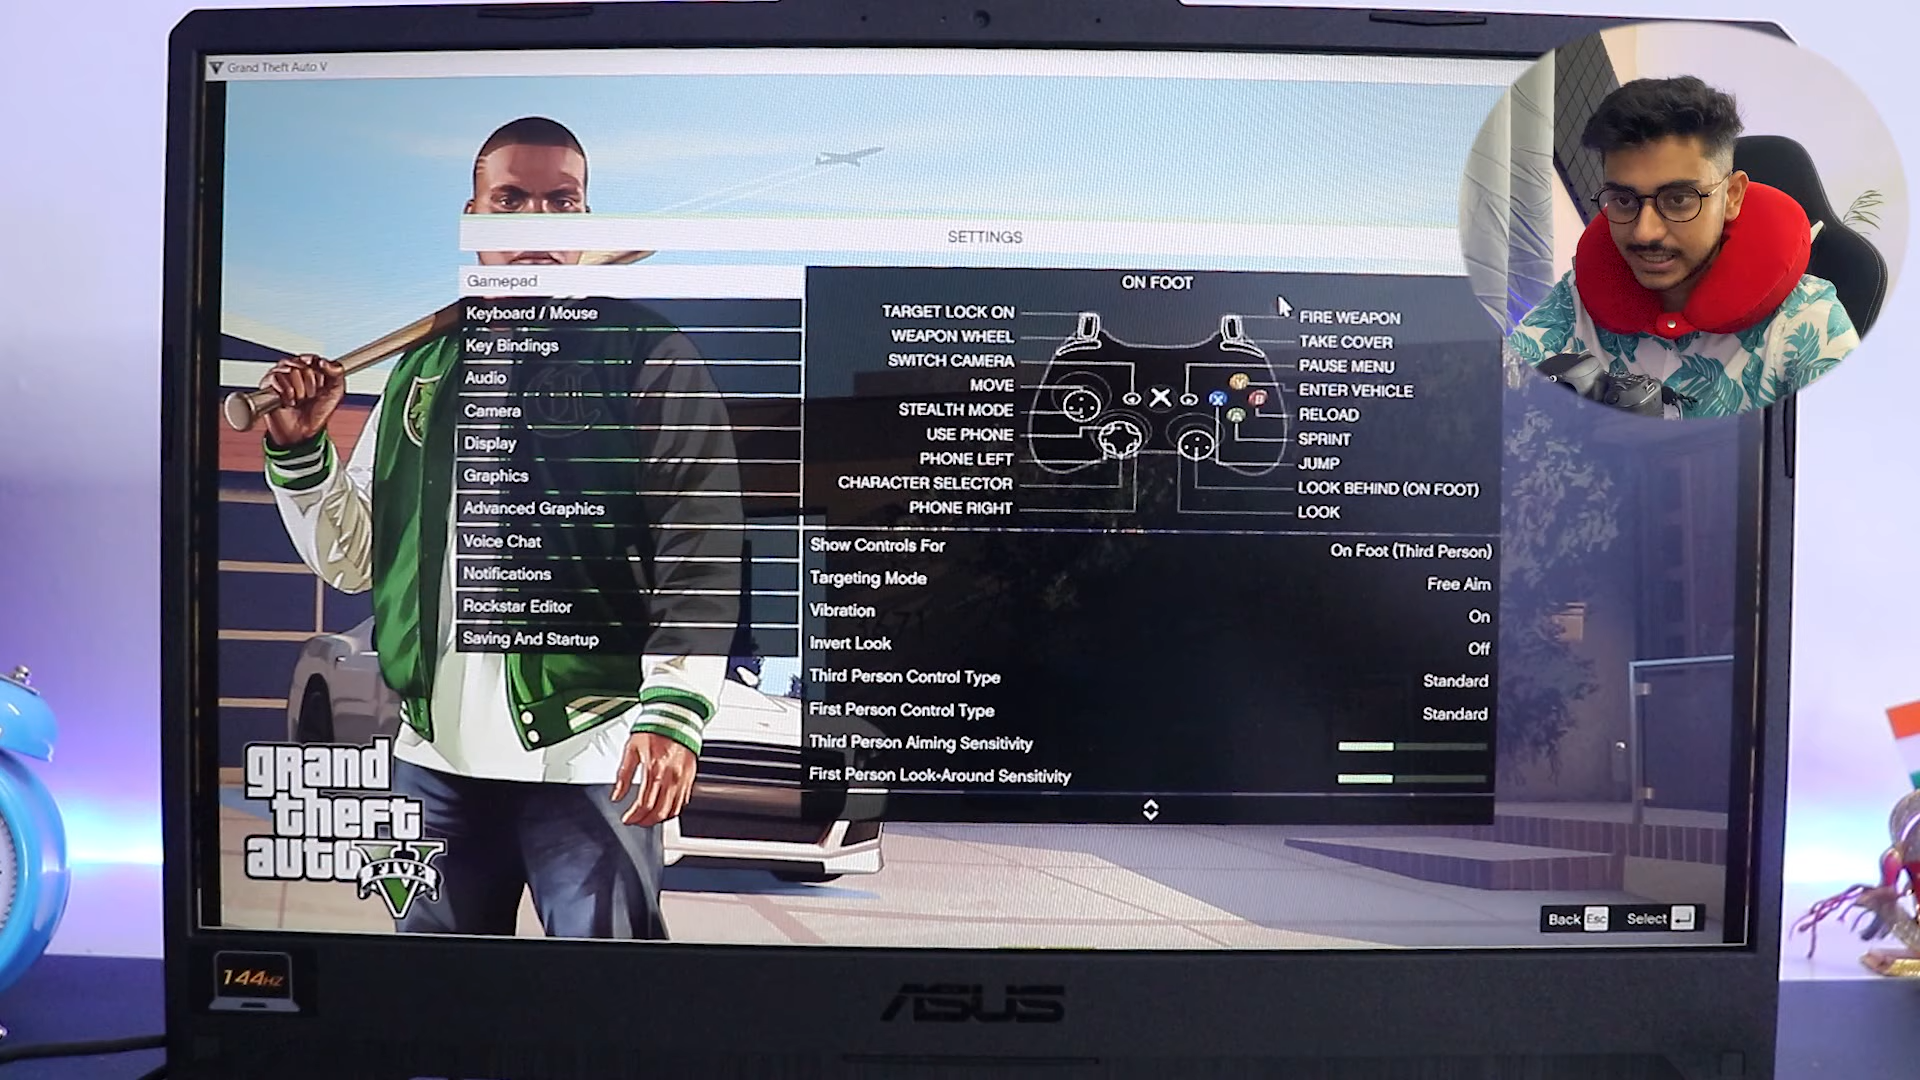 Grand Theft Auto V
SETTINGS
Gamepad
Keyboard / Mouse
Key Bindings
Audio
Camera
Display
Graphics
Advanced Graphics
Voice Chat
Notifications
Rockstar Editor
Saving And Startup
ON FOOT
TARGET LOCK ON
WEAPON WHEEL
SWITCH CAMERA
MOVE
STEALTH MODE
USE PHONE
PHONE LEFT
CHARACTER SELECTOR
PHONE RIGHT
FIRE WEAPON
TAKE COVER
PAUSE MENU
ENTER VEHICLE
RELOAD
SPRINT
JUMP
LOOK BEHIND (ON FOOT)
LOOK
Y
X
B
A
Show Controls For On Foot (Third Person)
Targeting Mode Free Aim
Vibration On
Invert Look Off
Third Person Control Type Standard
First Person Control Type Standard
Third Person Aiming Sensitivity
First Person Look-Around Sensitivity
grand
theft
auto V
FIVE
Back Esc Select
144Hz
ASUS